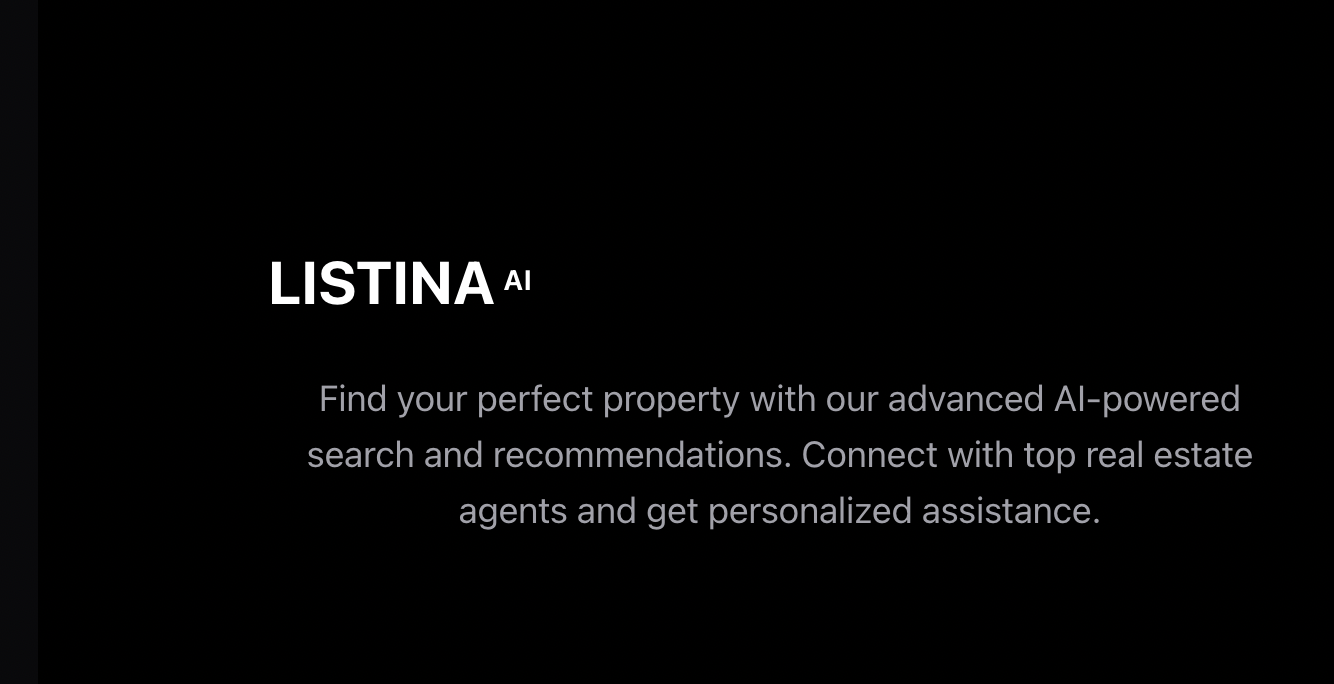 LISTINA AI
Find your perfect property with our advanced AI-powered
search and recommendations. Connect with top real estate
agents and get personalized assistance.